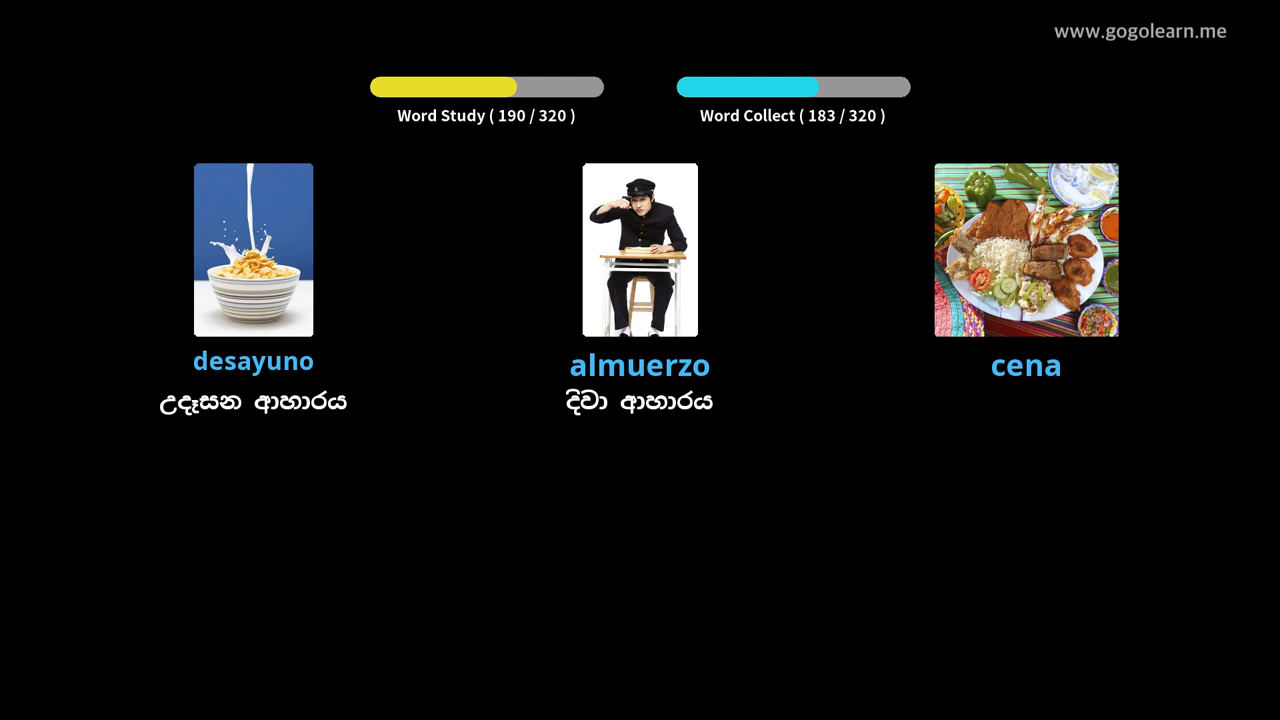 www.gogolearn.me
Word Study ( 190 / 320 )
Word Collect ( 183 / 320 )
desayuno
almuerzo
cena
උදෑසන ආහාරය
දිවා ආහාරය